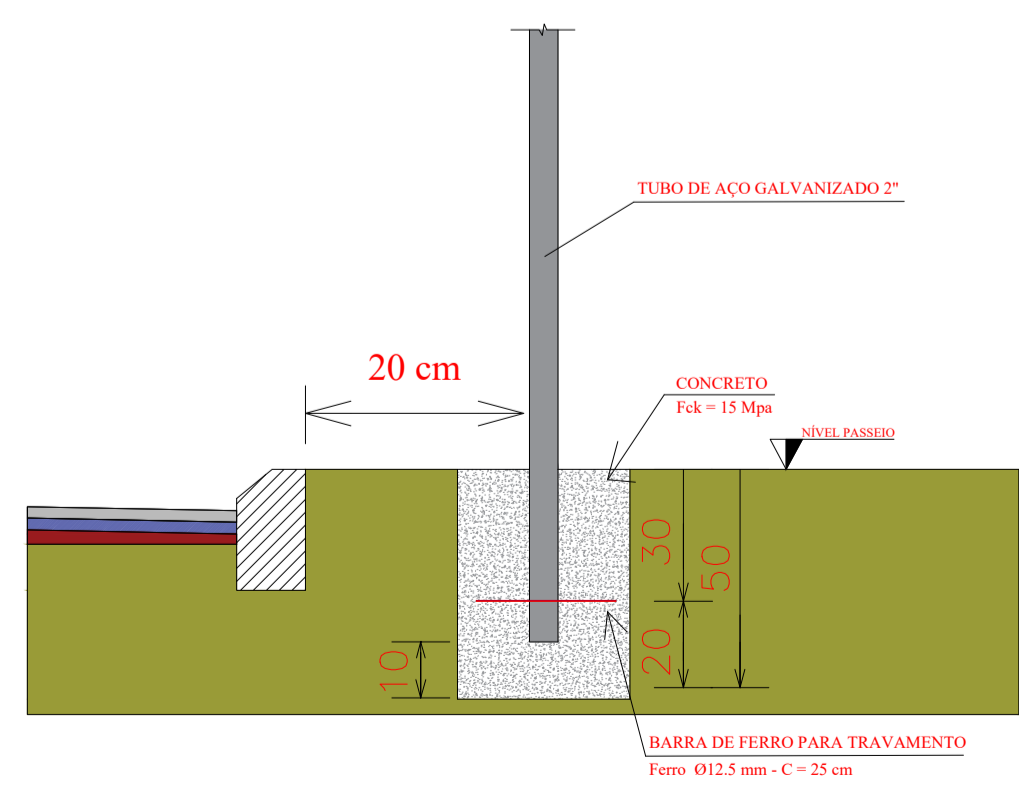 TUBO DE AÇO GALVANIZADO 2"
20 cm
CONCRETO
Fck = 15 Mpa
NÍVEL PASSEIO
30
50
20
10
BARRA DE FERRO PARA TRAVAMENTO
Ferro Ø12.5 mm - C = 25 cm